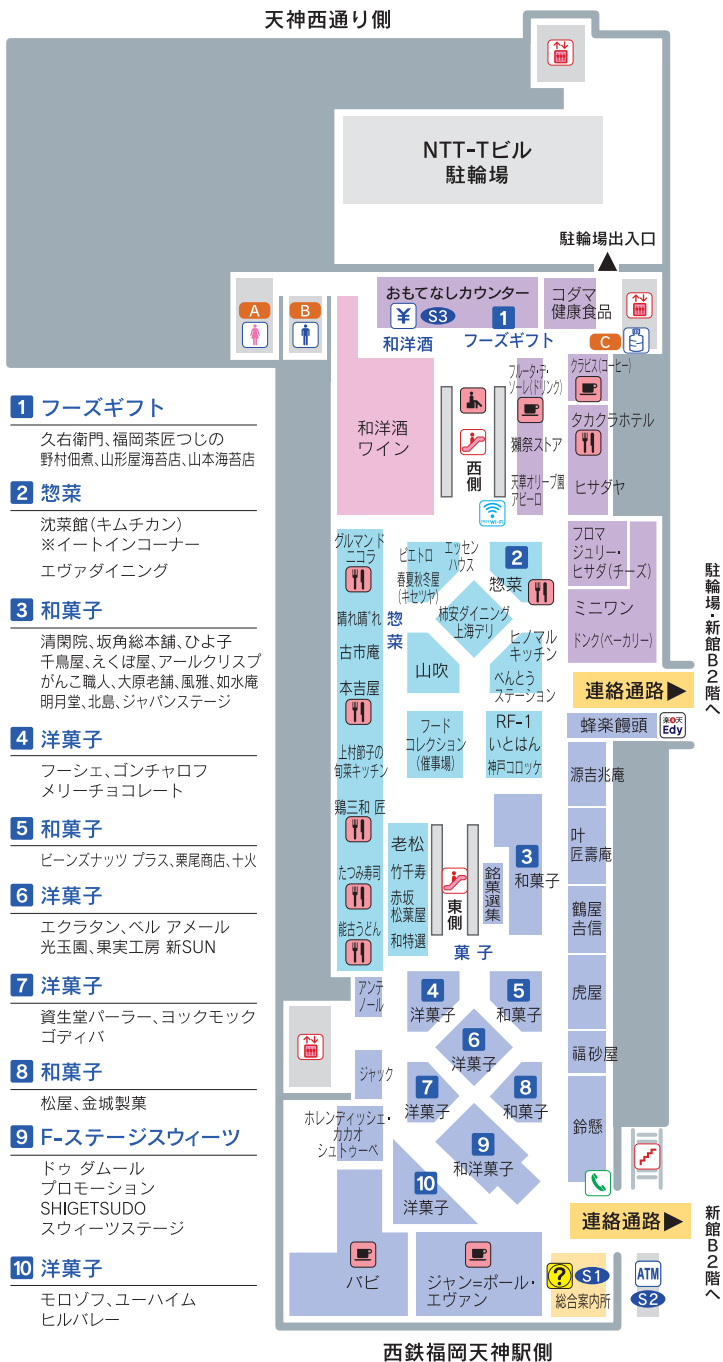 天神西通り側
NTT-Tビル
駐輪場
駐輪場出入口
A
B
おもてなしカウンター
¥
S3
1
和洋酒
フーズギフト
コダマ
健康食品
C
クラビス(コーヒー)
フルータ・デ・
ソーレ(ドリンク)
タカクラホテル
和洋酒
ワイン
西側
獺祭ストア
天草オリーブ園
アビーロ
ヒサダヤ
FREE Wi-Fi
1 フーズギフト
久右衛門、福岡茶匠つじの
野村佃煮、山形屋海苔店、山本海苔店
2 惣菜
沈菜館(キムチカン)
※イートインコーナー
エヴァダイニング
3 和菓子
清閑院、坂角総本舗、ひよ子
千鳥屋、えくぼ屋、アールクリスプ
がんこ職人、大原老舗、風雅、如水庵
明月堂、北島、ジャパンステージ
4 洋菓子
フーシェ、ゴンチャロフ
メリーチョコレート
5 和菓子
ビーンズナッツ プラス、栗尾商店、十火
6 洋菓子
エクラタン、ベル アメール
光玉園、果実工房 新SUN
7 洋菓子
資生堂パーラー、ヨックモック
ゴディバ
8 和菓子
松屋、金城製菓
9 F-ステージスウィーツ
ドゥ ダムール
プロモーション
SHIGETSUDO
スウィーツステージ
10 洋菓子
モロゾフ、ユーハイム
ヒルバレー
グルマンド
ニコラ
ピエトロ
エッセン
ハウス
2
惣菜
春夏秋冬屋
(キセツヤ)
フロマ
ジュリー・
ヒサダ(チーズ)
晴れ晴"れ
惣菜
柿安ダイニング
上海デリ
ミニワン
ドンク(ベーカリー)
古市庵
山吹
ヒノマル
キッチン
べんとう
ステーション
本吉屋
駐輪場・新館B2階へ
連絡通路▶
蜂楽饅頭
楽天
Edy
上村節子の
旬菜キッチン
フード
コレクション
(催事場)
RF-1
いとはん
神戸コロッケ
源吉兆庵
鶏三和 匠
老松
竹千寿
赤坂
松葉屋
和特選
東側
銘菓選集
3
和菓子
叶
匠壽庵
たつみ寿司
鶴屋
吉信
能古うどん
菓子
アンテ
ノール
4
洋菓子
5
和菓子
虎屋
6
洋菓子
福砂屋
ジャック
7
洋菓子
8
和菓子
鈴懸
ホレンディッシェ・
カカオ
シュトゥーベ
9
和洋菓子
10
洋菓子
連絡通路▶
新館B2階へ
バビ
ジャン=ポール・
エヴァン
?
S1
総合案内所
ATM
S2
西鉄福岡天神駅側